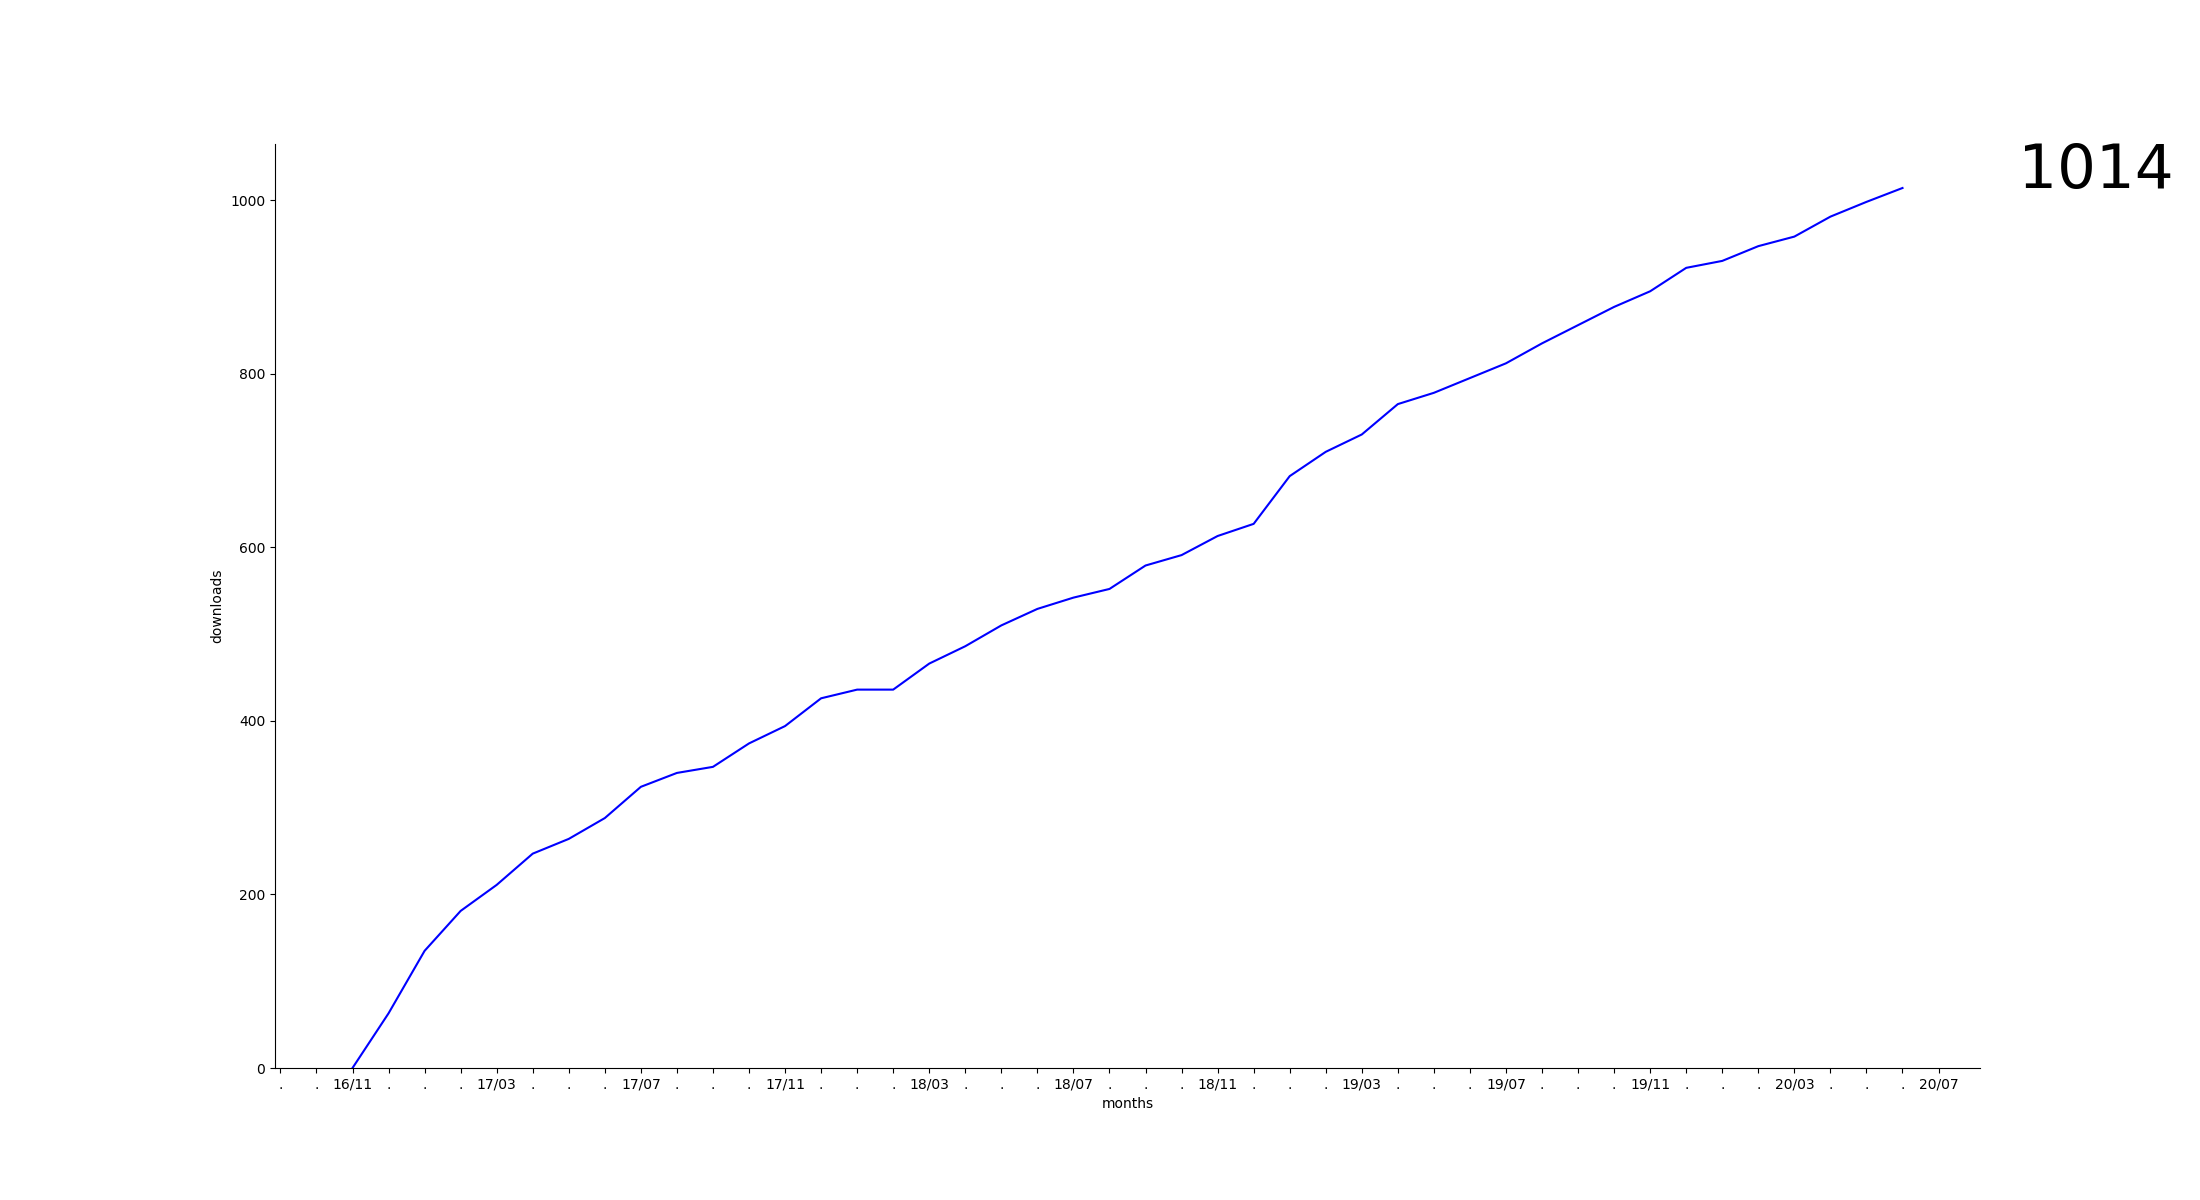 1014
1000
800
600
400
200
0
downloads
. . 16/11 . . . 17/03 . . . 17/07 . . . 17/11 . . . 18/03 . . . 18/07 . . . 18/11 . . . 19/03 . . . 19/07 . . . 19/11 . . . 20/03 . . . 20/07
months